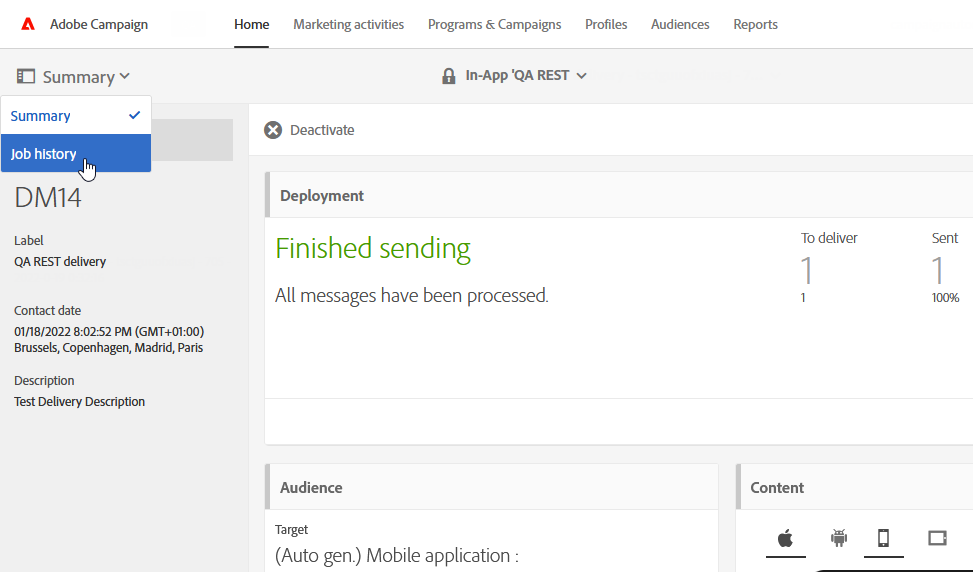 Adobe Campaign
Home
Marketing activities
Programs & Campaigns
Profiles
Audiences
Reports
Summary
In-App 'QA REST
Summary
Job history
Deactivate
DM14
Label
QA REST delivery
Contact date
01/18/2022 8:02:52 PM (GMT+01:00)
Brussels, Copenhagen, Madrid, Paris
Description
Test Delivery Description
Deployment
Finished sending
All messages have been processed.
To deliver
1
1
Sent
1
100%
Audience
Target
(Auto gen.) Mobile application :
Content